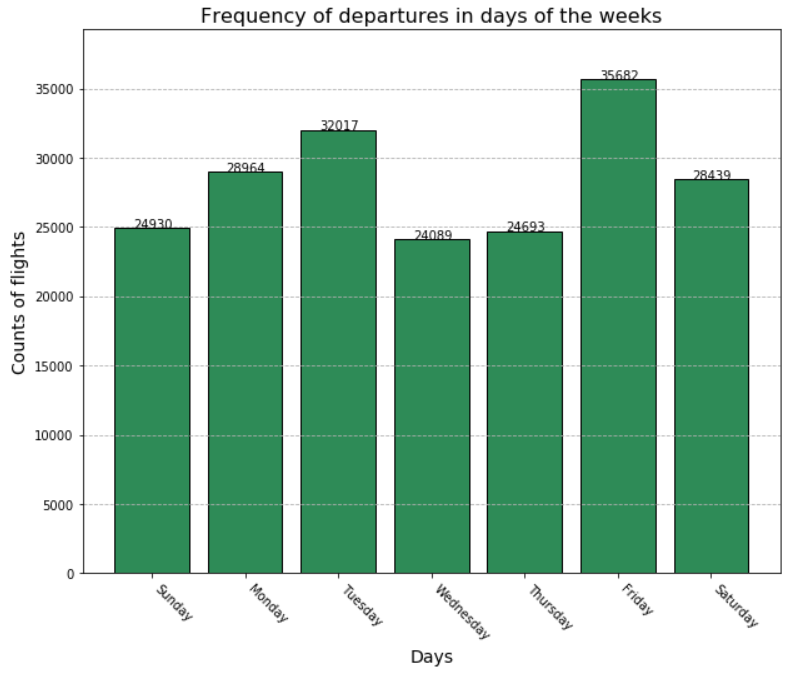 Frequency of departures in days of the weeks
Counts of flights
35000
30000
25000
20000
15000
10000
5000
0
24930
28964
32017
24089
24693
35682
28439
Sunday
Monday
Tuesday
Wednesday
Thursday
Friday
Saturday
Days